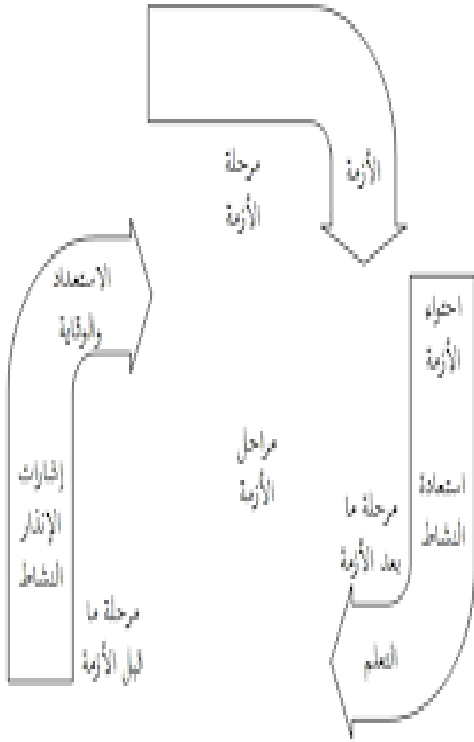 مرحلة
الأزمة
الأزمة
الاستعداد
والوقاية
احتواء
الأزمة
مراحل
الأزمة
إشارات
الإنذار
النشاط
استعادة
النشاط
مرحلة ما
بعد الأزمة
مرحلة ما
قبل الأزمة
التعلم